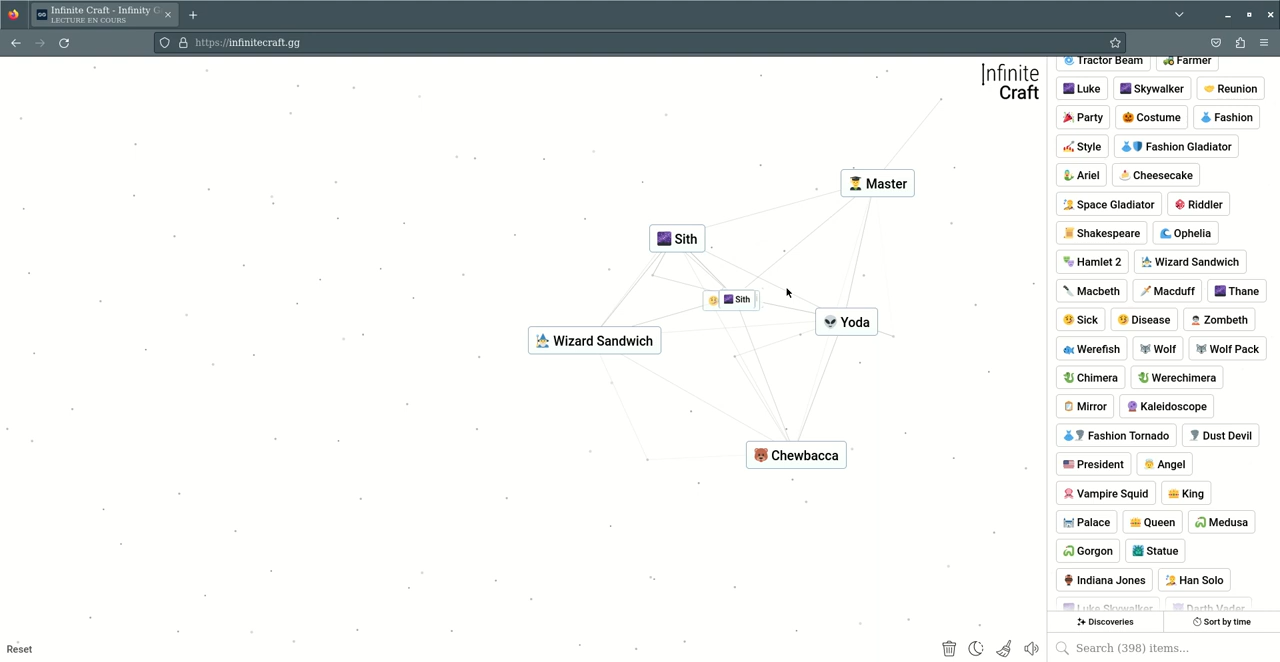 Infinite Craft - Infinity C
LECTURE EN COURS
https://infinitecraft.gg
Infinite
Craft
Master
Sith
Sith
Yoda
Wizard Sandwich
Chewbacca
Tractor Beam Farmer
Luke Skywalker Reunion
Party Costume Fashion
Style Fashion Gladiator
Ariel Cheesecake
Space Gladiator Riddler
Shakespeare Ophelia
Hamlet 2 Wizard Sandwich
Macbeth Macduff Thane
Sick Disease Zombeth
Werefish Wolf Wolf Pack
Chimera Werechimera
Mirror Kaleidoscope
Fashion Tornado Dust Devil
President Angel
Vampire Squid King
Palace Queen Medusa
Gorgon Statue
Indiana Jones Han Solo
Luke Skywalker Darth Vader
Discoveries Sort by time
Search (398) items...
Reset